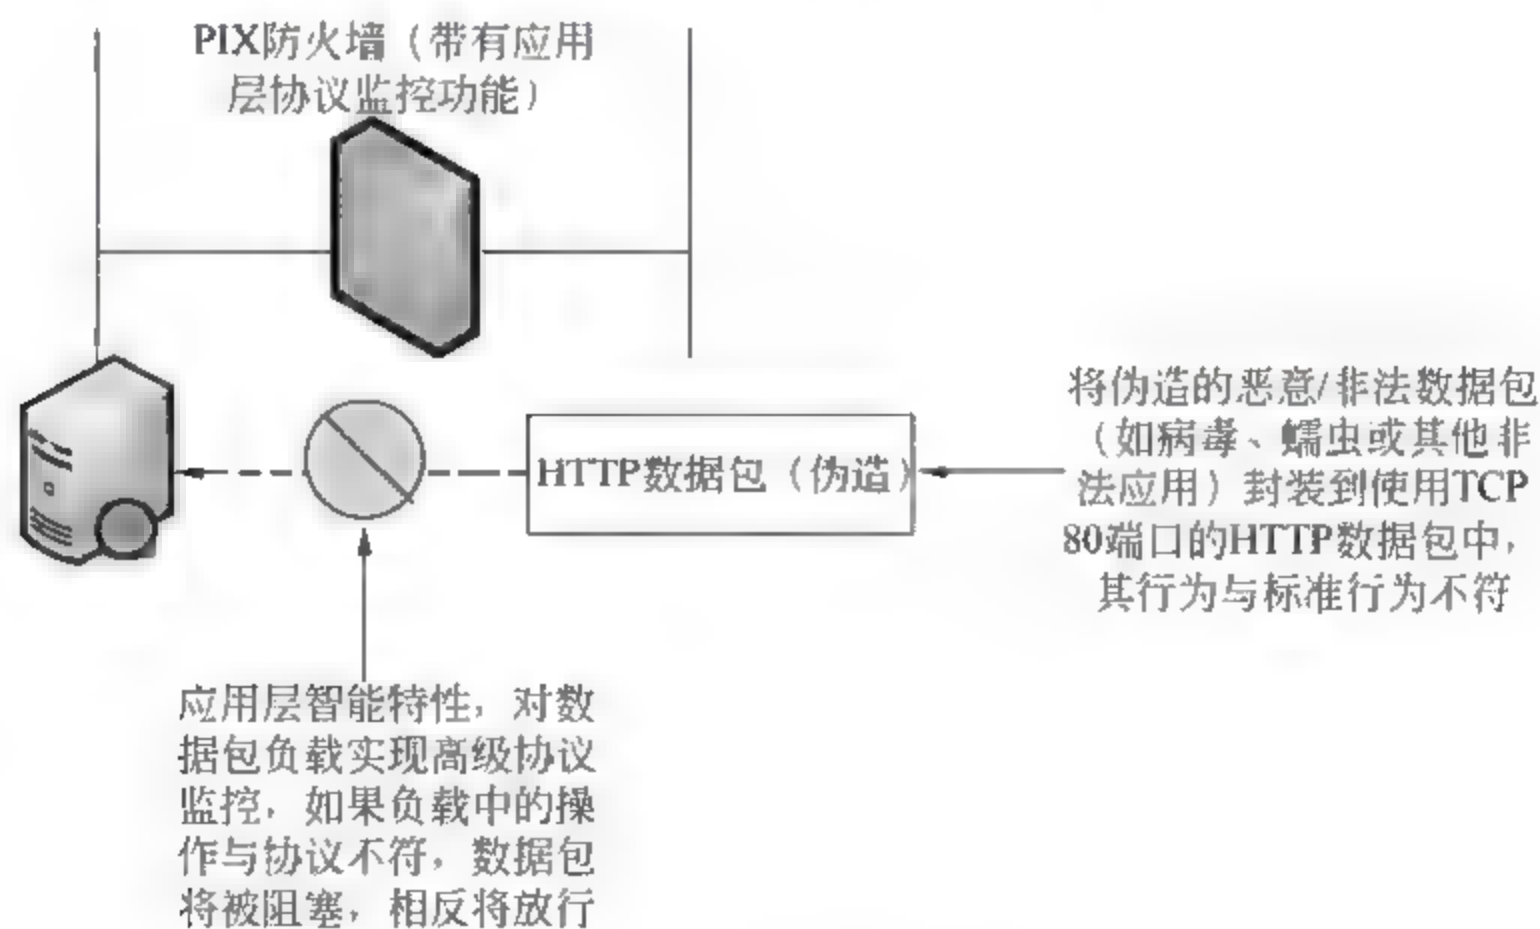 PIX防火墙（带有应用
层协议监控功能）
HTTP数据包（伪造）
将伪造的恶意/非法数据包
（如病毒、蠕虫或其他非
法应用）封装到使用TCP
80端口的HTTP数据包中，
其行为与标准行为不符
应用层智能特性，对数
据包负载实现高级协议
监控，如果负载中的操
作与协议不符，数据包
将被阻塞，相反将放行